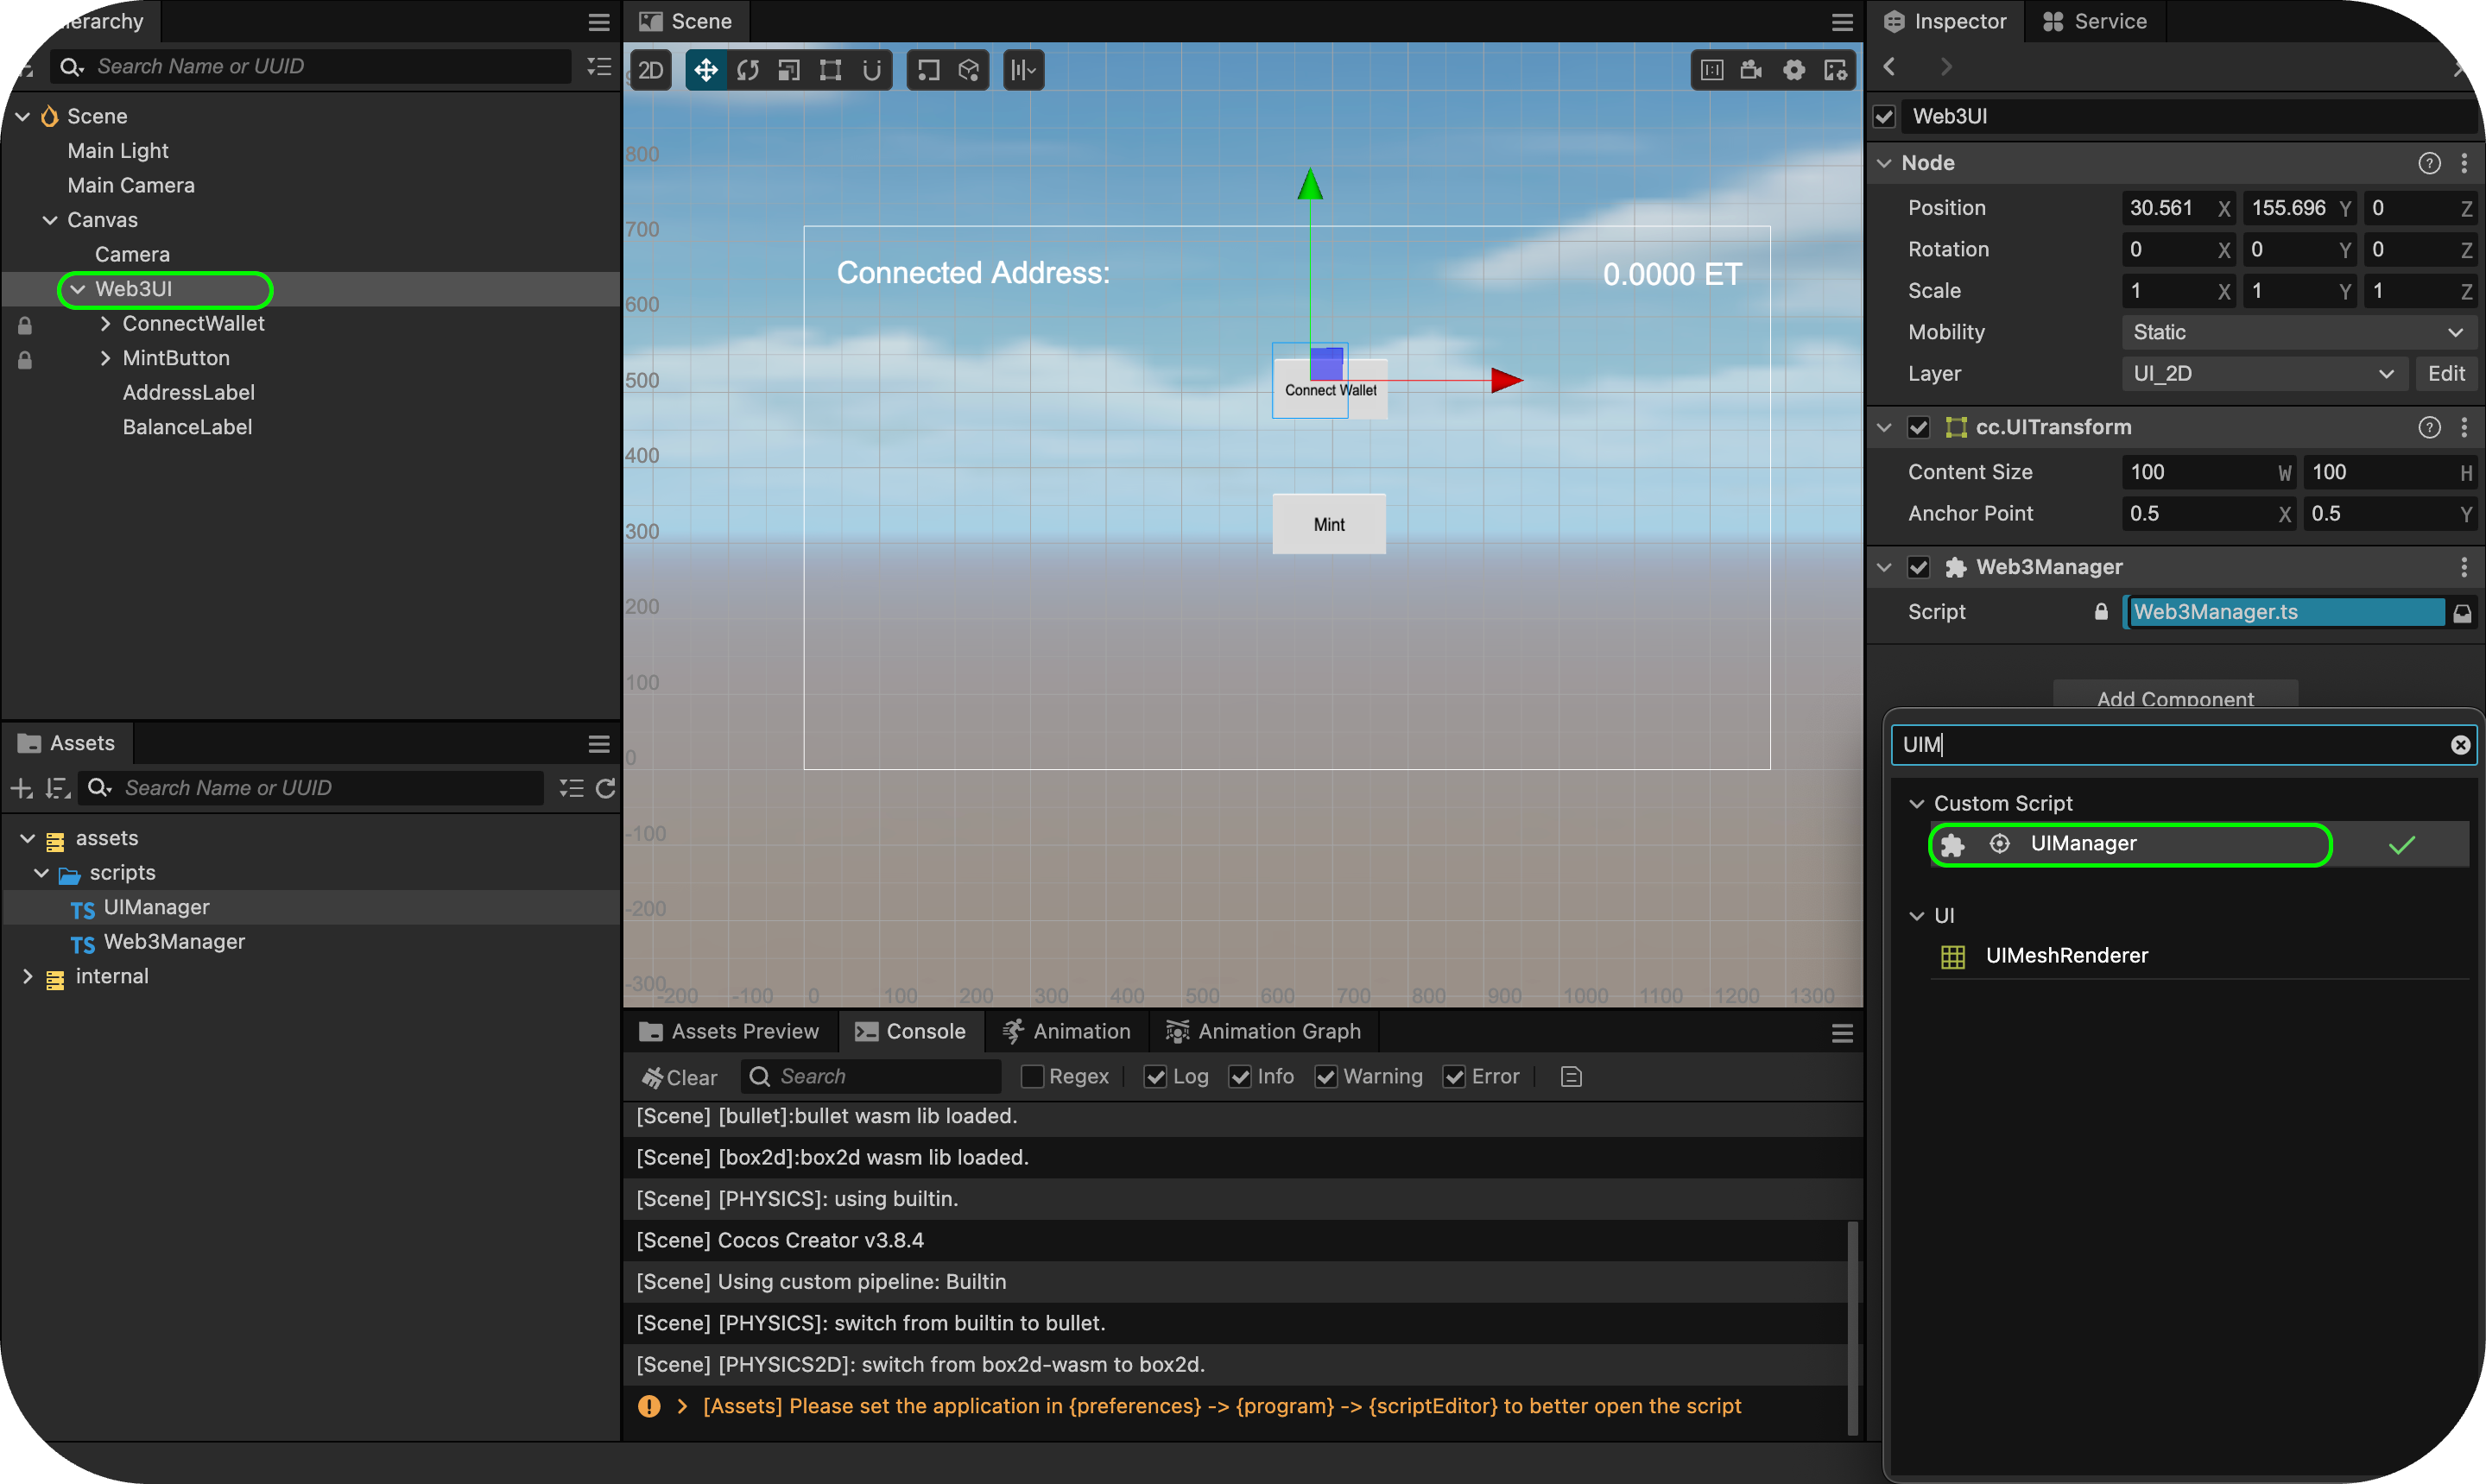 Hierarchy
Search Name or UUID
Scene
Main Light
Main Camera
Canvas
Camera
Web3UI
ConnectWallet
MintButton
AddressLabel
BalanceLabel
Assets
Search Name or UUID
assets
scripts
TS UIManager
TS Web3Manager
internal
Scene
2D
800
700
600
500
400
300
200
100
0
-100
-200
-300
-200 -100 0 100 200 300 400 500 600 700 800 900 1000 1100 1200 1300
Connected Address:
0.0000 ET
Connect Wallet
Mint
Assets Preview Console Animation Animation Graph
Clear Search Regex Log Info Warning Error
[Scene] [bullet]:bullet wasm lib loaded.
[Scene] [box2d]:box2d wasm lib loaded.
[Scene] [PHYSICS]: using builtin.
[Scene] Cocos Creator v3.8.4
[Scene] Using custom pipeline: Builtin
[Scene] [PHYSICS]: switch from builtin to bullet.
[Scene] [PHYSICS2D]: switch from box2d-wasm to box2d.
[Assets] Please set the application in {preferences} -> {program} -> {scriptEditor} to better open the script
Inspector Service
Web3UI
Node
Position 30.561 X 155.696 Y 0 Z
Rotation 0 X 0 Y 0 Z
Scale 1 X 1 Y 1 Z
Mobility Static
Layer UI_2D Edit
cc.UITransform
Content Size 100 W 100 H
Anchor Point 0.5 X 0.5 Y
Web3Manager
Script Web3Manager.ts
Add Component
UIM
Custom Script
UIManager
UI
UIMeshRenderer